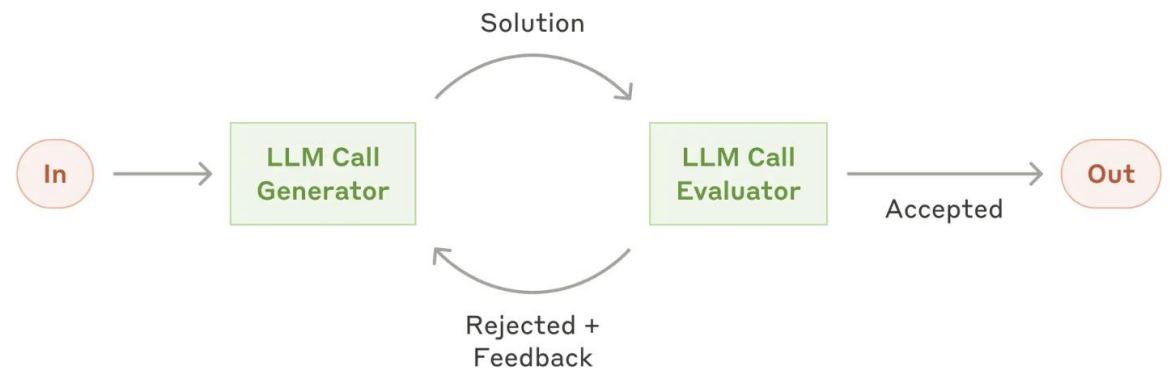 Solution
In
LLM Call
Generator
LLM Call
Evaluator
Out
Accepted
Rejected +
Feedback